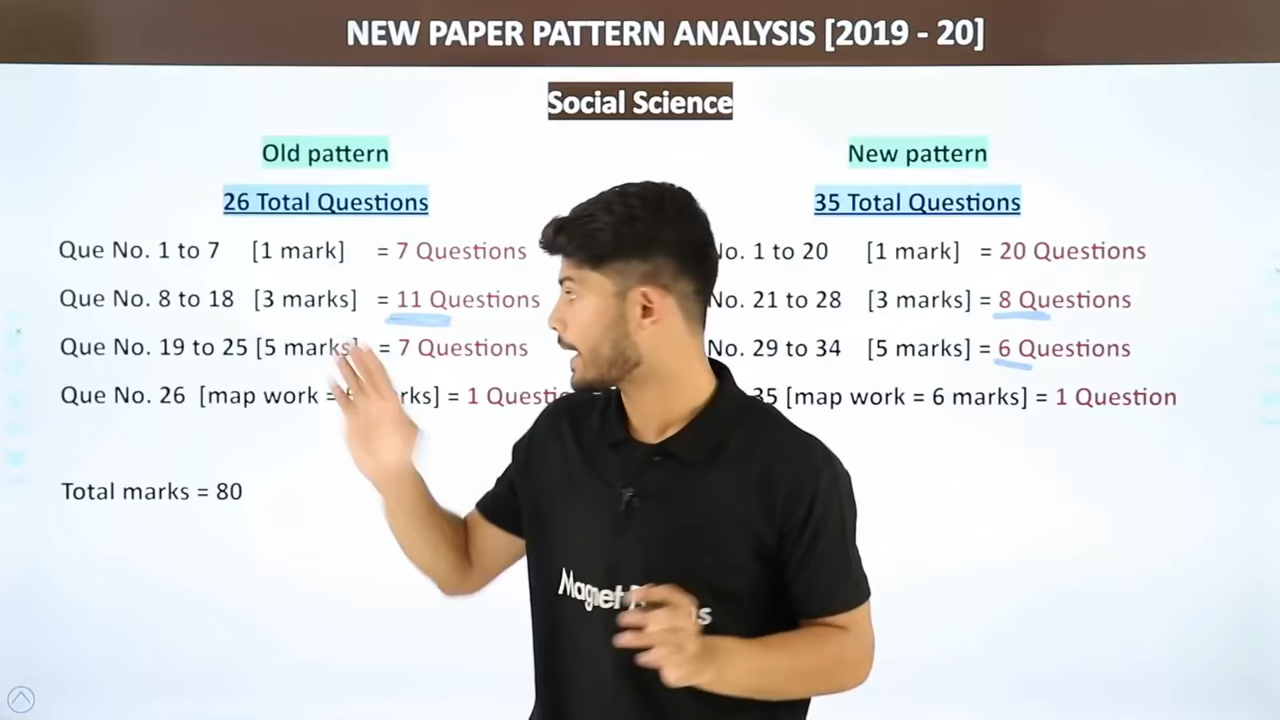 NEW PAPER PATTERN ANALYSIS [2019 - 20]
Social Science
Old pattern
26 Total Questions
Que No. 1 to 7 [1 mark] = 7 Questions
Que No. 8 to 18 [3 marks] = 11 Questions
Que No. 19 to 25 [5 marks] = 7 Questions
Que No. 26 [map work = rks] = 1 Questio
Total marks = 80
New pattern
35 Total Questions
No. 1 to 20 [1 mark] = 20 Questions
No. 21 to 28 [3 marks] = 8 Questions
No. 29 to 34 [5 marks] = 6 Questions
35 [map work = 6 marks] = 1 Question
Magnet